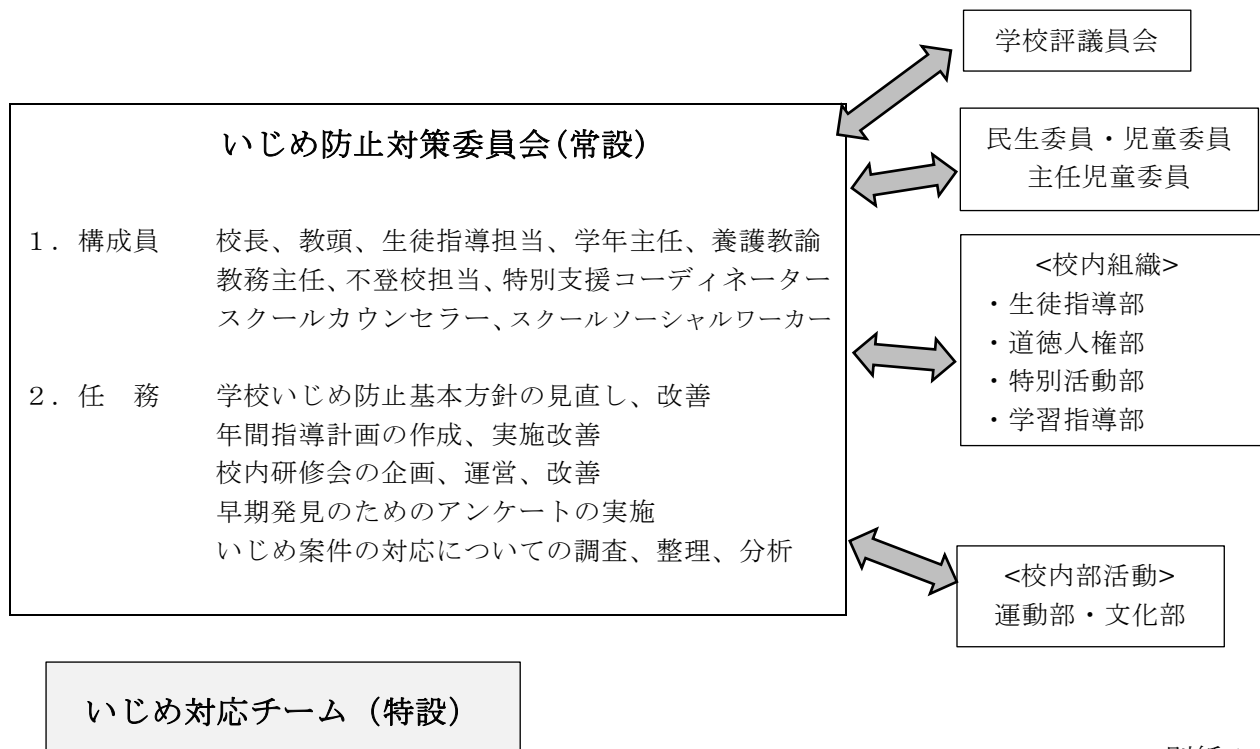 学校評議員会
民生委員・児童委員
主任児童委員
いじめ防止対策委員会(常設)
1. 構成員 校長、教頭、生徒指導担当、学年主任、養護教諭
教務主任、不登校担当、特別支援コーディネーター
スクールカウンセラー、スクールソーシャルワーカー
2. 任 務 学校いじめ防止基本方針の見直し、改善
年間指導計画の作成、実施改善
校内研修会の企画、運営、改善
早期発見のためのアンケートの実施
いじめ案件の対応についての調査、整理、分析
<校内組織>
・生徒指導部
・道徳人権部
・特別活動部
・学習指導部
<校内部活動>
運動部・文化部
いじめ対応チーム（特設）